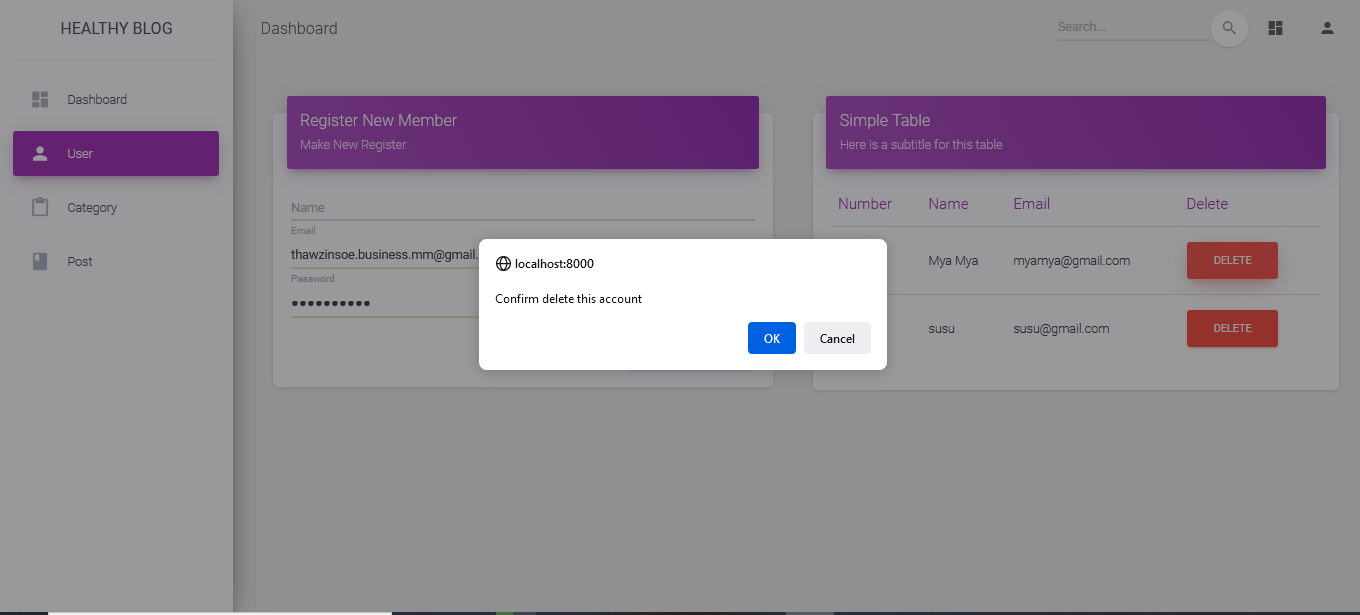 HEALTHY BLOG
Dashboard
User
Category
Post
Dashboard
Search...
Register New Member
Make New Register
Name
Email
thawzinsoe.business.mm@gmail.
Password
Simple Table
Here is a subtitle for this table
Number Name Email Delete
Mya Mya myamya@gmail.com DELETE
susu susu@gmail.com DELETE
localhost:8000
Confirm delete this account
OK Cancel